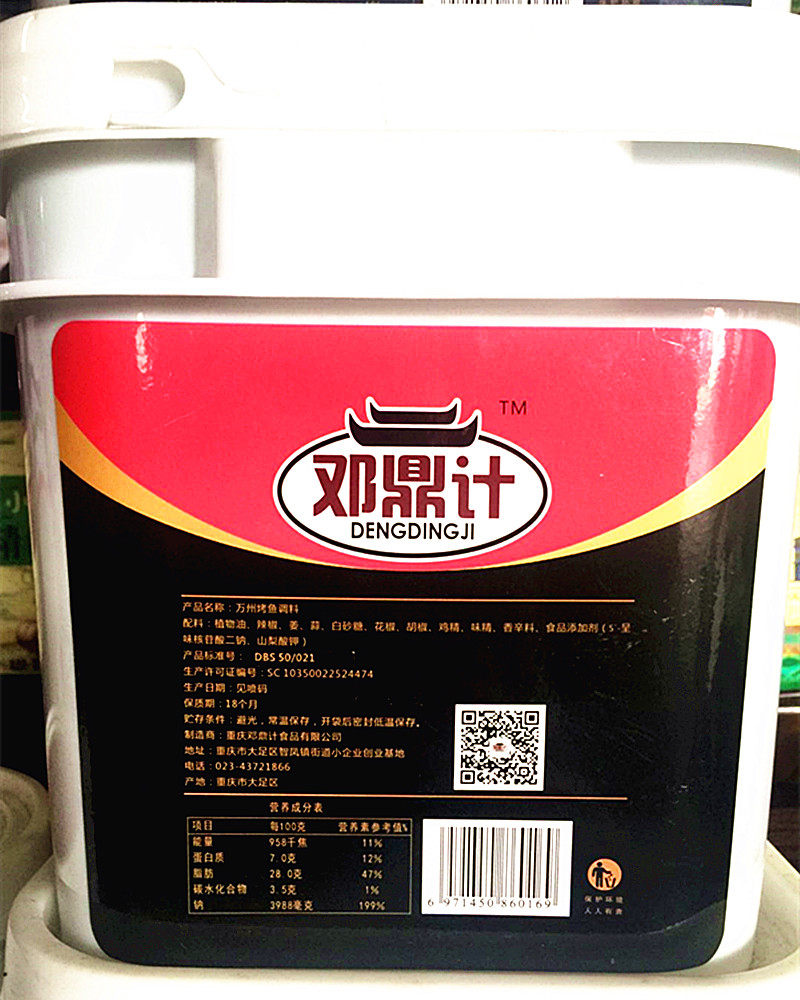 TM
邓鼎计
DENGDINGJI
产品名称：万州烤鱼调料
配料：植物油、辣椒、姜、蒜、白砂糖、花椒、胡椒、鸡精、味精、香辛料、食品添加剂（5'-呈
味核苷酸二钠、山梨酸钾）
产品标准号： DBS 50/021
生产许可证编号：SC 10350022524474
生产日期：见喷码
保质期：18个月
贮存条件：避光，常温保存，开袋后密封低温保存。
制造商：重庆邓鼎计食品有限公司
地址：重庆市大足区智凤镇街道小企业创业基地
电话：023-43721866
产地：重庆市大足区
营养成分表
项目 每100克 营养素参考值%
能量 958千焦 11%
蛋白质 7.0克 12%
脂肪 28.0克 47%
碳水化合物 3.5克 1%
钠 3988毫克 199%
6 971450 860169
保护环境
人人有责